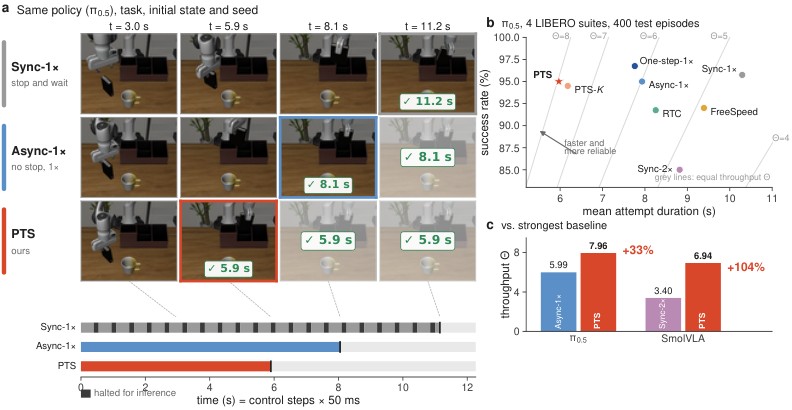 a Same policy (π₀.₅), task, initial state and seed
t = 3.0 s t = 5.9 s t = 8.1 s t = 11.2 s
Sync-1×
stop and wait
✓ 11.2 s
Async-1×
no stop, 1×
✓ 8.1 s
✓ 8.1 s
PTS
ours
✓ 5.9 s
✓ 5.9 s
✓ 5.9 s
Sync-1×
Async-1×
PTS
0 2 4 6 8 10 12
halted for inference
time (s) = control steps × 50 ms
b π₀.₅, 4 LIBERO suites, 400 test episodes
success rate (%)
100.0
97.5
95.0
92.5
90.0
87.5
85.0
Θ=8 Θ=7 Θ=6 Θ=5
Θ=4
One-step-1×
Sync-1×
PTS
PTS-K
Async-1×
RTC
FreeSpeed
faster and
more reliable
Sync-2×
grey lines: equal throughput Θ
6 7 8 9 10 11
mean attempt duration (s)
c vs. strongest baseline
throughput Θ
8
4
0
5.99
7.96
+33%
3.40
6.94
+104%
Async-1×
PTS
Sync-2×
PTS
π₀.₅ SmolVLA